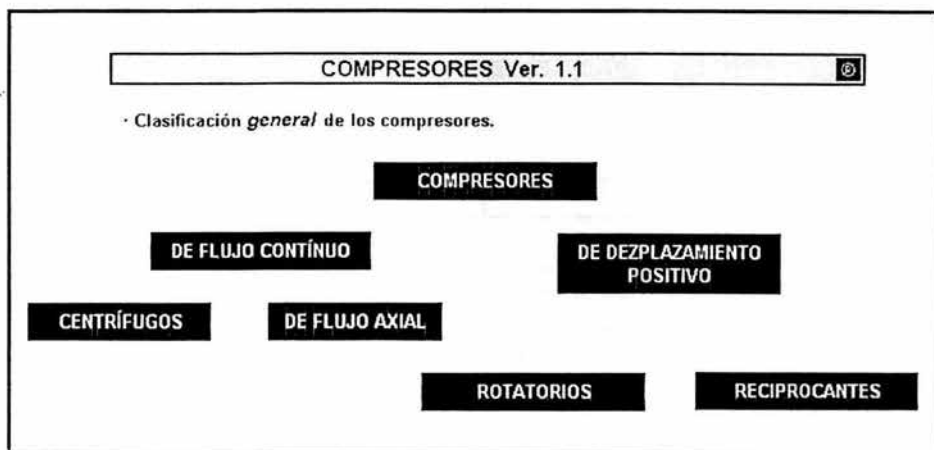 COMPRESORES Ver. 1.1 ®
· Clasificación general de los compresores.
COMPRESORES
DE FLUJO CONTÍNUO
DE DEZPLAZAMIENTO
POSITIVO
CENTRÍFUGOS
DE FLUJO AXIAL
ROTATORIOS
RECIPROCANTES